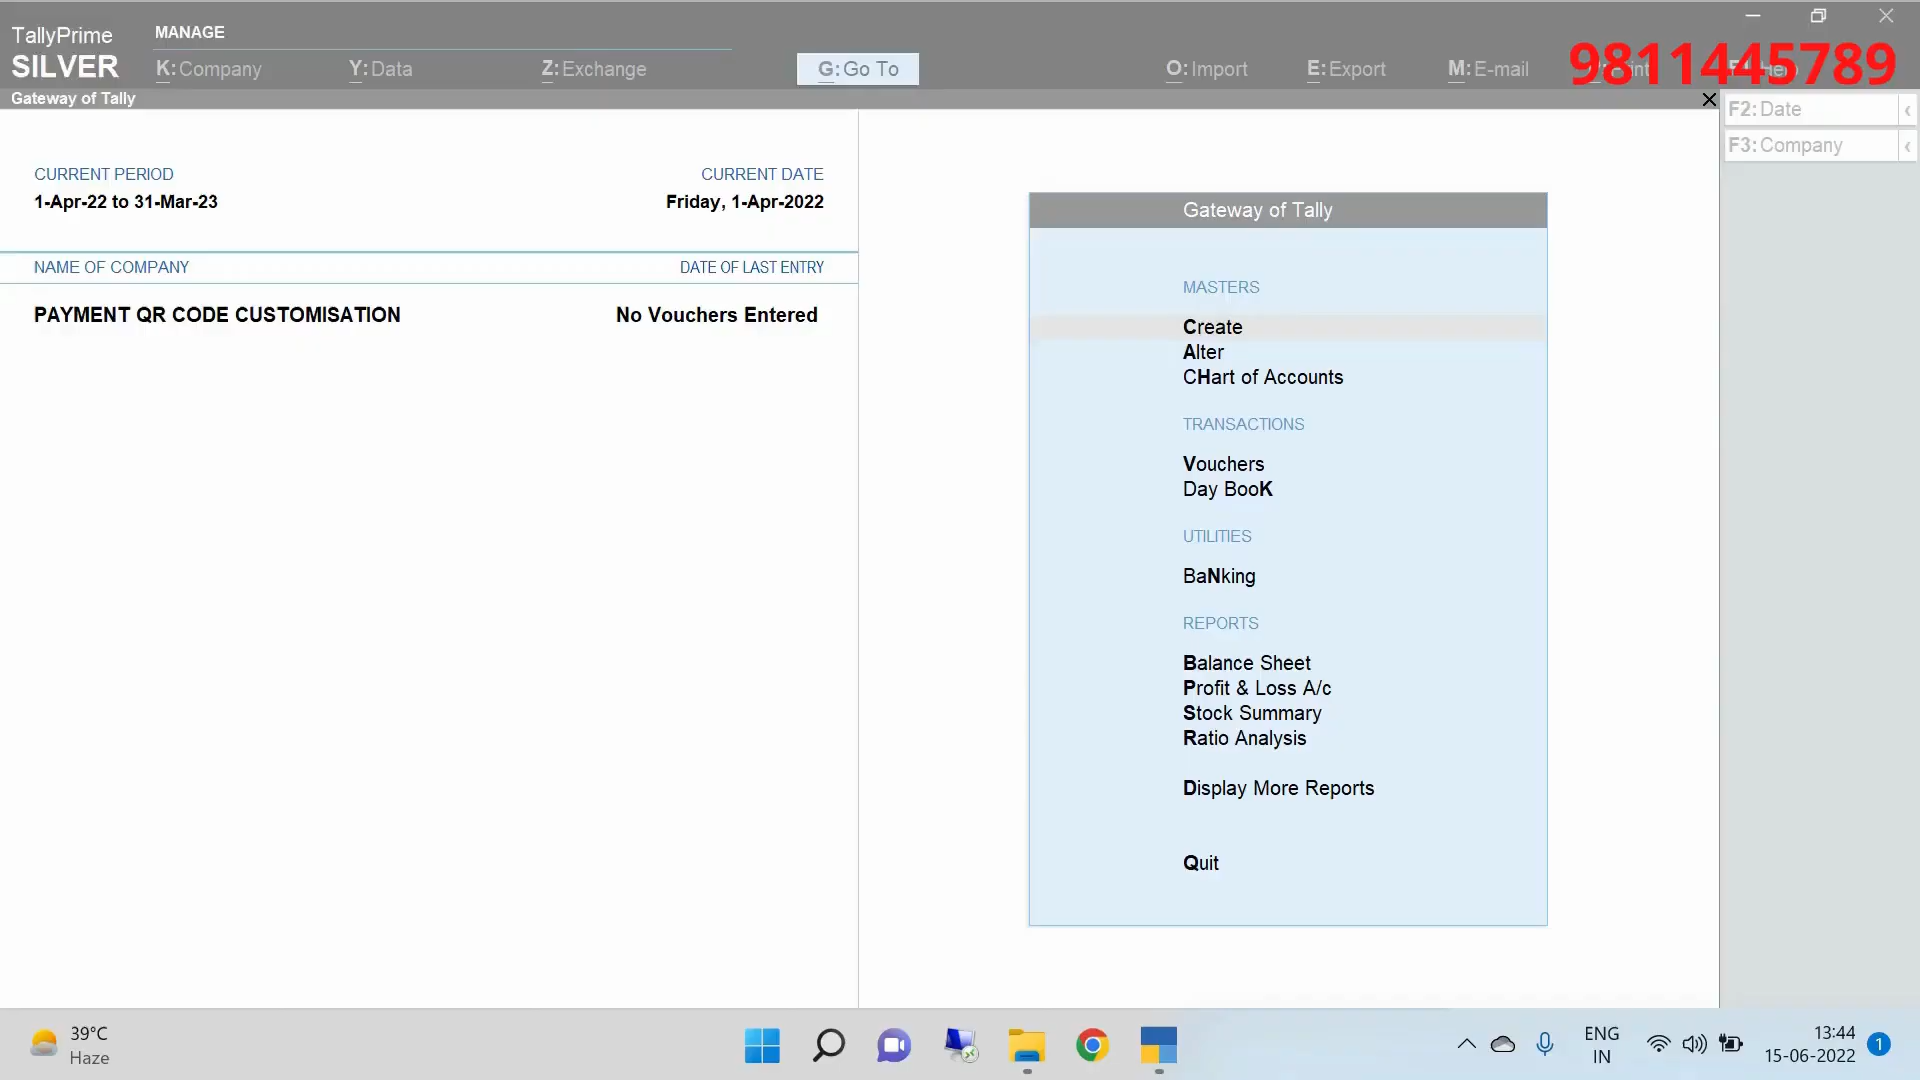 TallyPrime
SILVER
MANAGE
K:Company
Y:Data
Z:Exchange
G:Go To
O:Import
E:Export
M:E-mail
9811445789
Gateway of Tally
F2:Date
F3:Company
CURRENT PERIOD
CURRENT DATE
1-Apr-22 to 31-Mar-23
Friday, 1-Apr-2022
NAME OF COMPANY
DATE OF LAST ENTRY
PAYMENT QR CODE CUSTOMISATION
No Vouchers Entered
Gateway of Tally
MASTERS
Create
Alter
CHart of Accounts
TRANSACTIONS
Vouchers
Day BooK
UTILITIES
BaNking
REPORTS
Balance Sheet
Profit & Loss A/c
Stock Summary
Ratio Analysis
Display More Reports
Quit
39°C
Haze
ENG
IN
13:44
15-06-2022
1